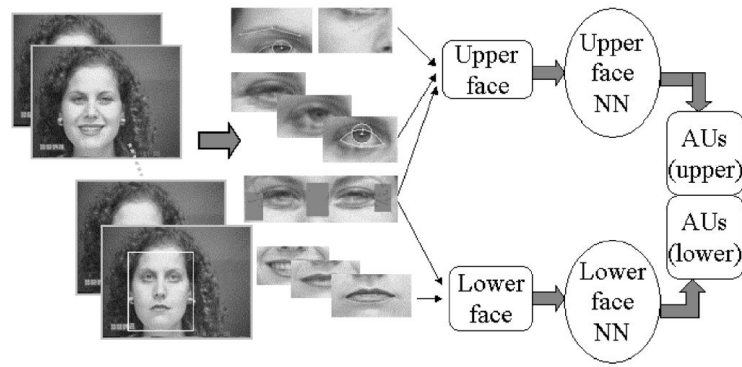 Upper
face
Upper
face
NN
AUs
(upper)
AUs
(lower)
Lower
face
Lower
face
NN